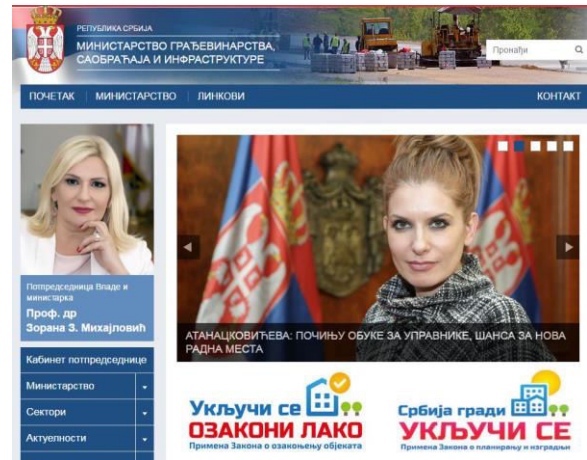 РЕПУБЛИКА СРБИЈА
МИНИСТАРСТВО ГРАЂЕВИНАРСТВА,
САОБРАЋАЈА И ИНФРАСТРУКТУРЕ
Пронађи
ПОЧЕТАК МИНИСТАРСТВО ЛИНКОВИ КОНТАКТ
Потпредседница Владе и
министарка
Проф. др
Зорана З. Михајловић
АТАНАЦКОВИЋЕВА: ПОЧИЊУ ОБУКЕ ЗА УПРАВНИКЕ, ШАНСА ЗА НОВА
РАДНА МЕСТА
Кабинет потпредседнице
Министарство
Сектори
Актуелности
Укључи се
ОЗАКОНИ ЛАКО
Примена Закона о озакоњењу објеката
Србија гради
УКЉУЧИ СЕ
Примена Закона о планирању и изградњи